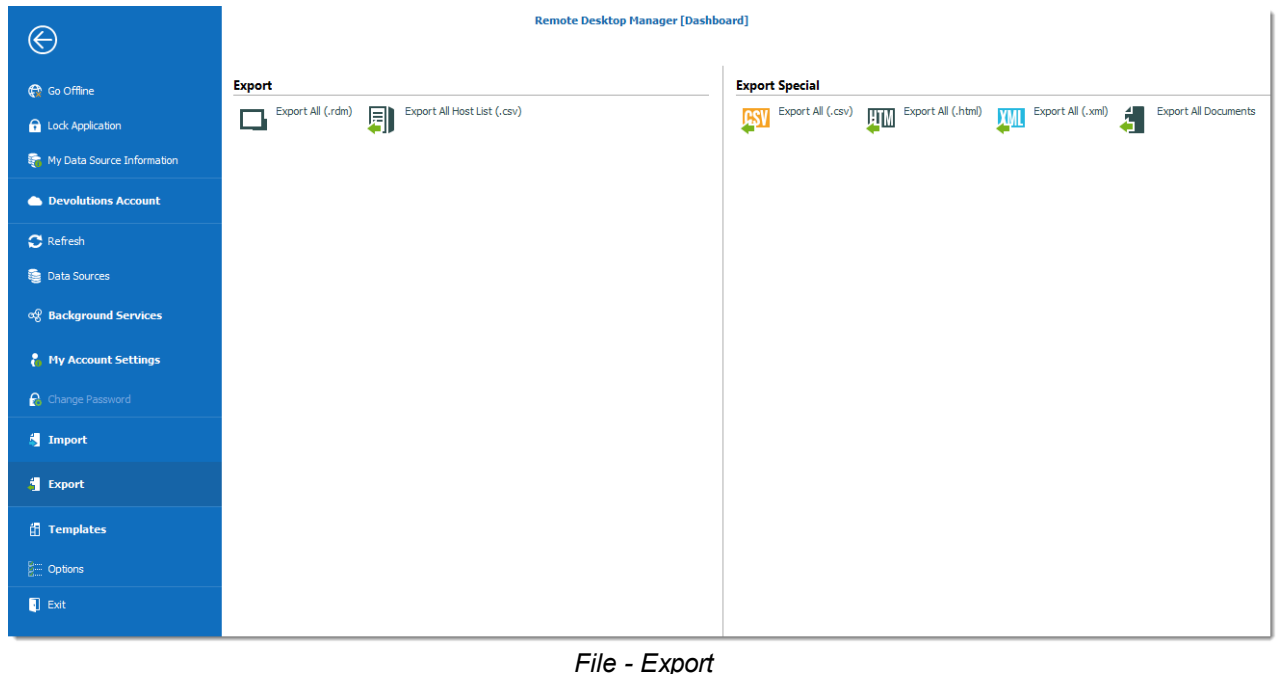 Remote Desktop Manager [Dashboard]
Go Offline
Lock Application
My Data Source Information
Devolutions Account
Refresh
Data Sources
Background Services
My Account Settings
Change Password
Import
Export
Templates
Options
Exit
Export
Export All (.rdm)
Export All Host List (.csv)
Export Special
CSV Export All (.csv)
HTM Export All (.html)
XML Export All (.xml)
Export All Documents
File - Export